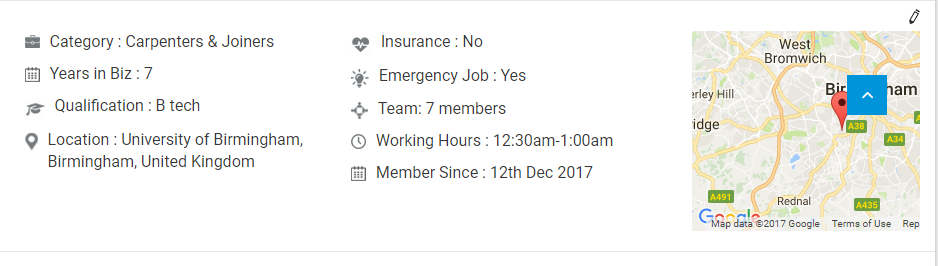 Category : Carpenters & Joiners
Years in Biz : 7
Qualification : B tech
Location : University of Birmingham,
Birmingham, United Kingdom
Insurance : No
Emergency Job : Yes
Team: 7 members
Working Hours : 12:30am-1:00am
Member Since : 12th Dec 2017
West
Bromwich
Bir ham
erley Hill
ridge
A38
A34
A491
Rednal
A435
Google
Map data ©2017 Google Terms of Use Rep